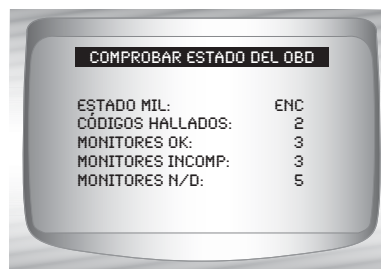 COMPROBAR ESTADO DEL OBD
ESTADO MIL: ENC
CÓDIGOS HALLADOS: 2
MONITORES OK: 3
MONITORES INCOMP: 3
MONITORES N/D: 5